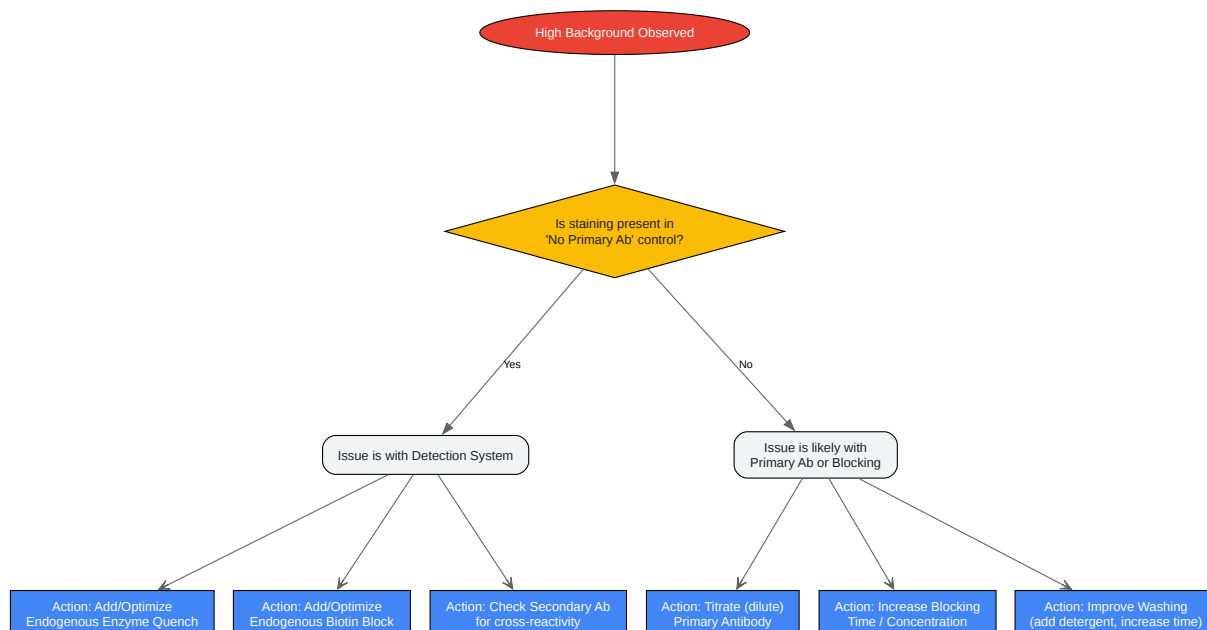 High Background Observed
Is staining present in
'No Primary Ab' control?
Yes
No
Issue is with Detection System
Issue is likely with
Primary Ab or Blocking
Action: Add/Optimize
Endogenous Enzyme Quench
Action: Add/Optimize
Endogenous Biotin Block
Action: Check Secondary Ab
for cross-reactivity
Action: Titrate (dilute)
Primary Antibody
Action: Increase Blocking
Time / Concentration
Action: Improve Washing
(add detergent, increase time)